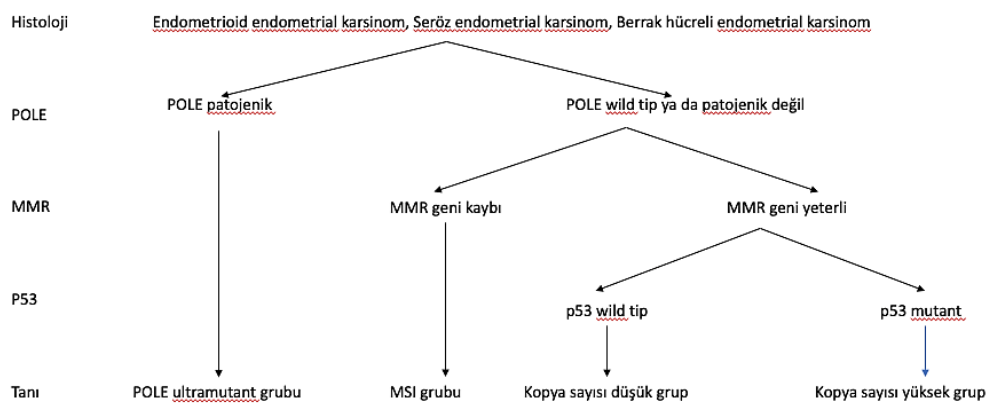 Histoloji Endometrioid endometrial karsinom, Seröz endometrial karsinom, Berrak hücreli endometrial karsinom
POLE POLE patojenik POLE wild tip ya da patojenik değil
MMR MMR geni kaybı MMR geni yeterli
P53 p53 wild tip p53 mutant
Tanı POLE ultramutant grubu MSI grubu Kopya sayısı düşük grup Kopya sayısı yüksek grup